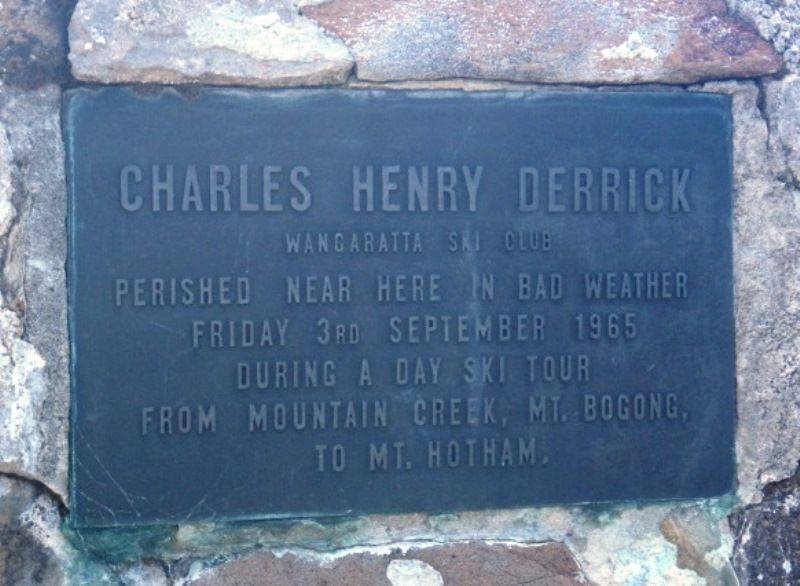 CHARLES HENRY DERRICK
WANGARATTA SKI CLUB
PERISHED NEAR HERE IN BAD WEATHER
FRIDAY 3RD SEPTEMBER 1965
DURING A DAY SKI TOUR
FROM MOUNTAIN CREEK, MT. BOGONG,
TO MT. HOTHAM.